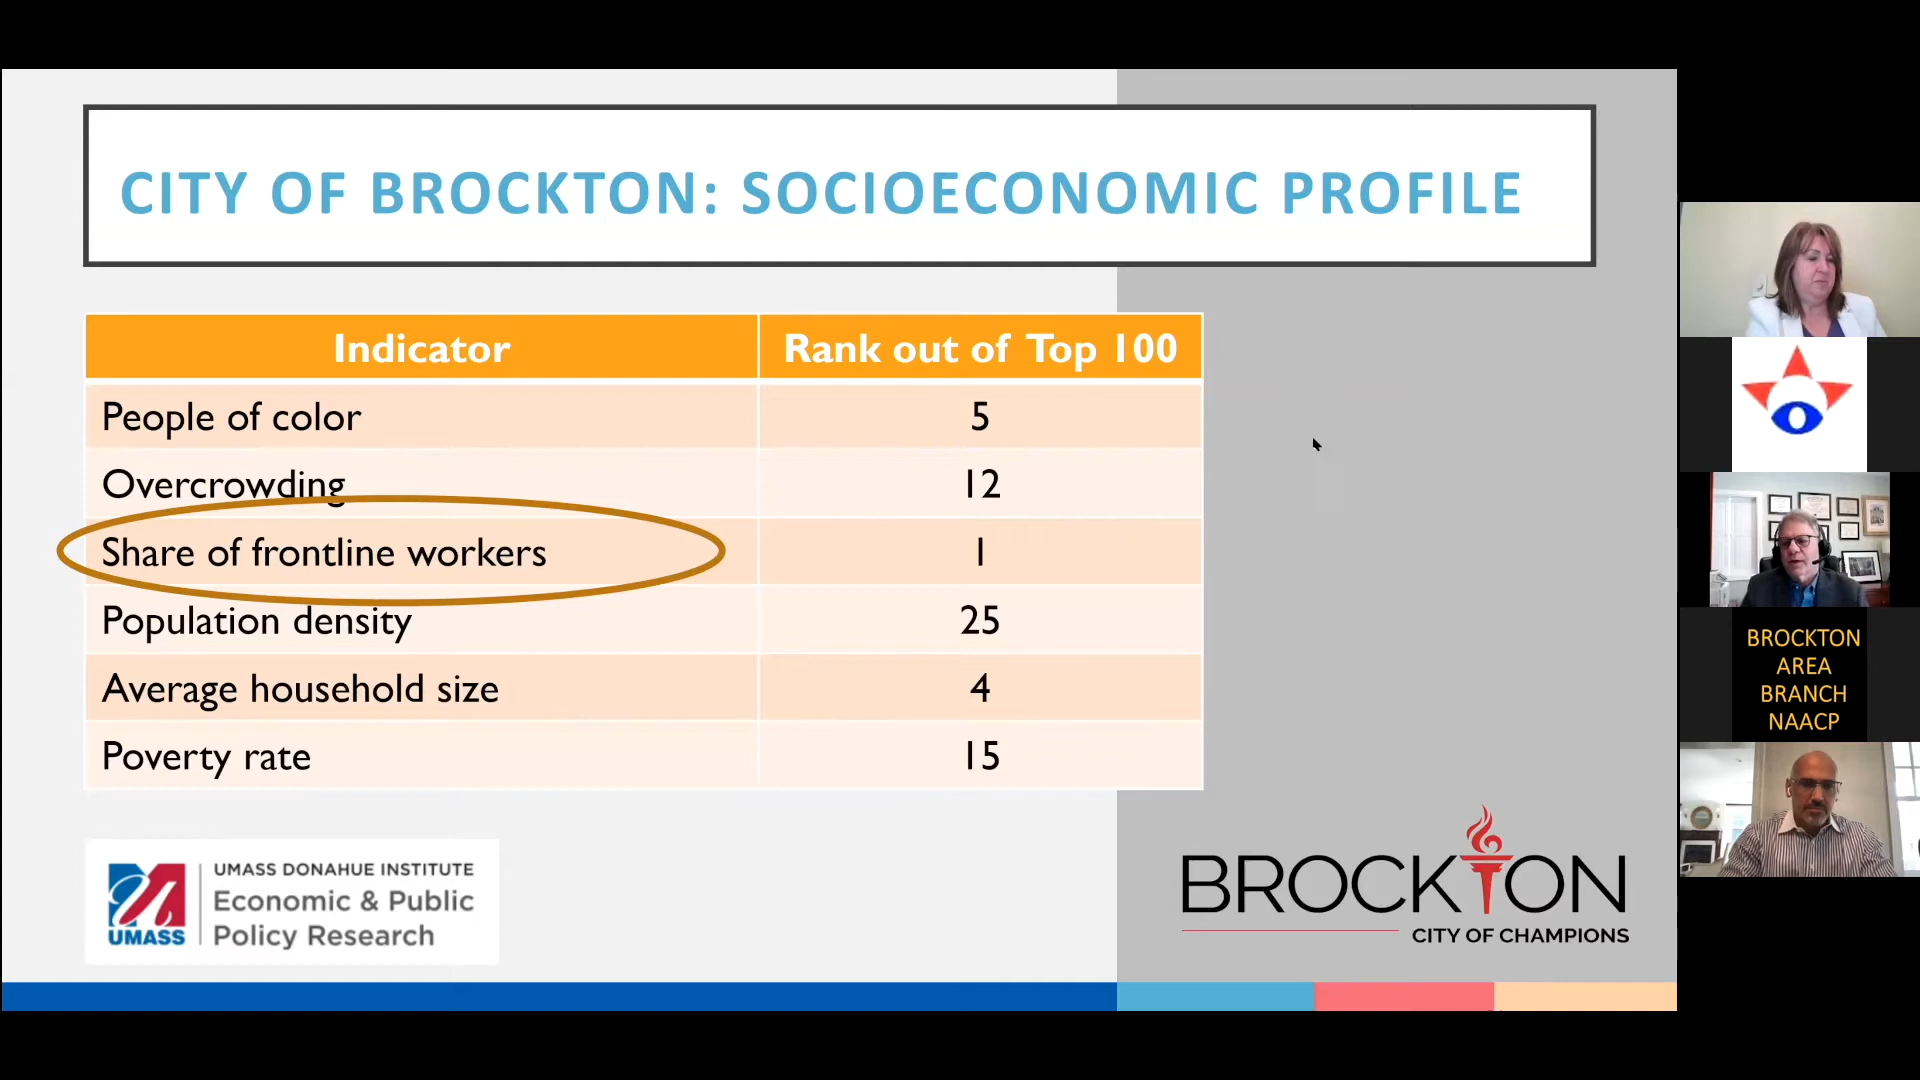 CITY OF BROCKTON: SOCIOECONOMIC PROFILE
Indicator Rank out of Top 100
People of color 5
Overcrowding 12
Share of frontline workers 1
Population density 25
Average household size 4
Poverty rate 15
UMASS
UMASS DONAHUE INSTITUTE
Economic & Public
Policy Research
BROCKTON
CITY OF CHAMPIONS
BROCKTON
AREA
BRANCH
NAACP